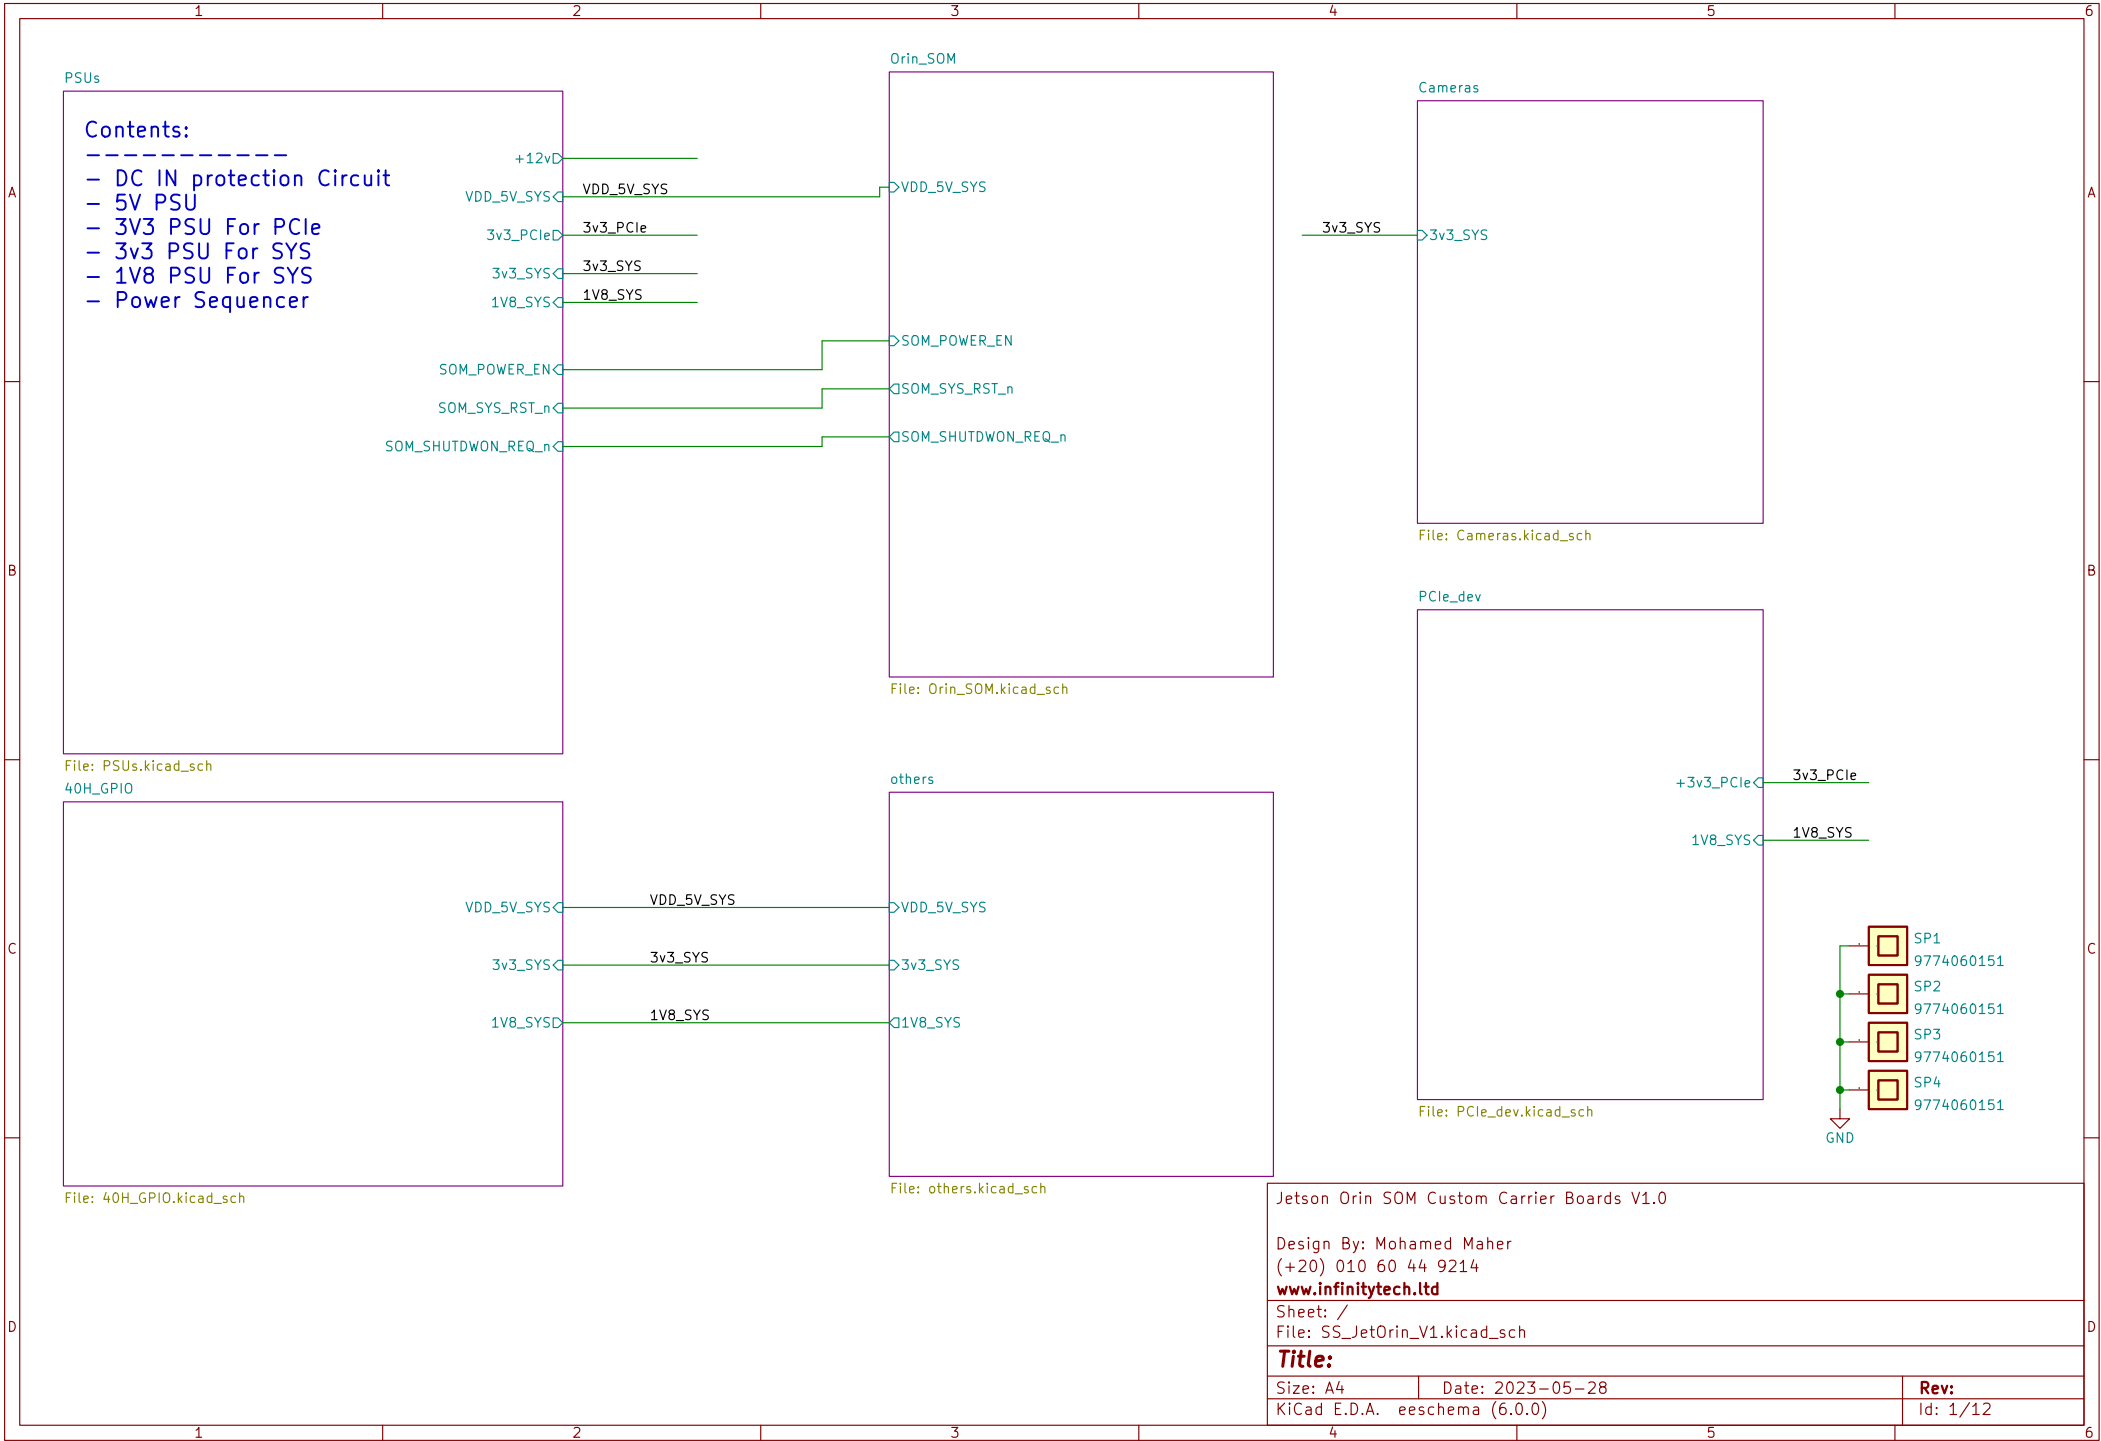 1 2 3 4 5 6
A
B
C
D
PSUs
Contents:
-----------
- DC IN protection Circuit
- 5V PSU
- 3V3 PSU For PCIe
- 3v3 PSU For SYS
- 1V8 PSU For SYS
- Power Sequencer
+12v
VDD_5V_SYS VDD_5V_SYS
3v3_PCIe 3v3_PCIe
3v3_SYS 3v3_SYS
1V8_SYS 1V8_SYS
SOM_POWER_EN
SOM_SYS_RST_n
SOM_SHUTDWON_REQ_n
File: PSUs.kicad_sch
Orin_SOM
VDD_5V_SYS
SOM_POWER_EN
SOM_SYS_RST_n
SOM_SHUTDWON_REQ_n
File: Orin_SOM.kicad_sch
Cameras
3v3_SYS 3v3_SYS
File: Cameras.kicad_sch
PCIe_dev
+3v3_PCIe 3v3_PCIe
1V8_SYS 1V8_SYS
File: PCIe_dev.kicad_sch
40H_GPIO
VDD_5V_SYS VDD_5V_SYS
3v3_SYS 3v3_SYS
1V8_SYS 1V8_SYS
File: 40H_GPIO.kicad_sch
others
VDD_5V_SYS
3v3_SYS
1V8_SYS
File: others.kicad_sch
SP1
9774060151
SP2
9774060151
SP3
9774060151
SP4
9774060151
GND
Jetson Orin SOM Custom Carrier Boards V1.0
Design By: Mohamed Maher
(+20) 010 60 44 9214
www.infinitytech.ltd
Sheet: /
File: SS_JetOrin_V1.kicad_sch
Title:
Size: A4 Date: 2023-05-28 Rev:
KiCad E.D.A. eeschema (6.0.0) Id: 1/12
A
B
C
D
1 2 3 4 5 6